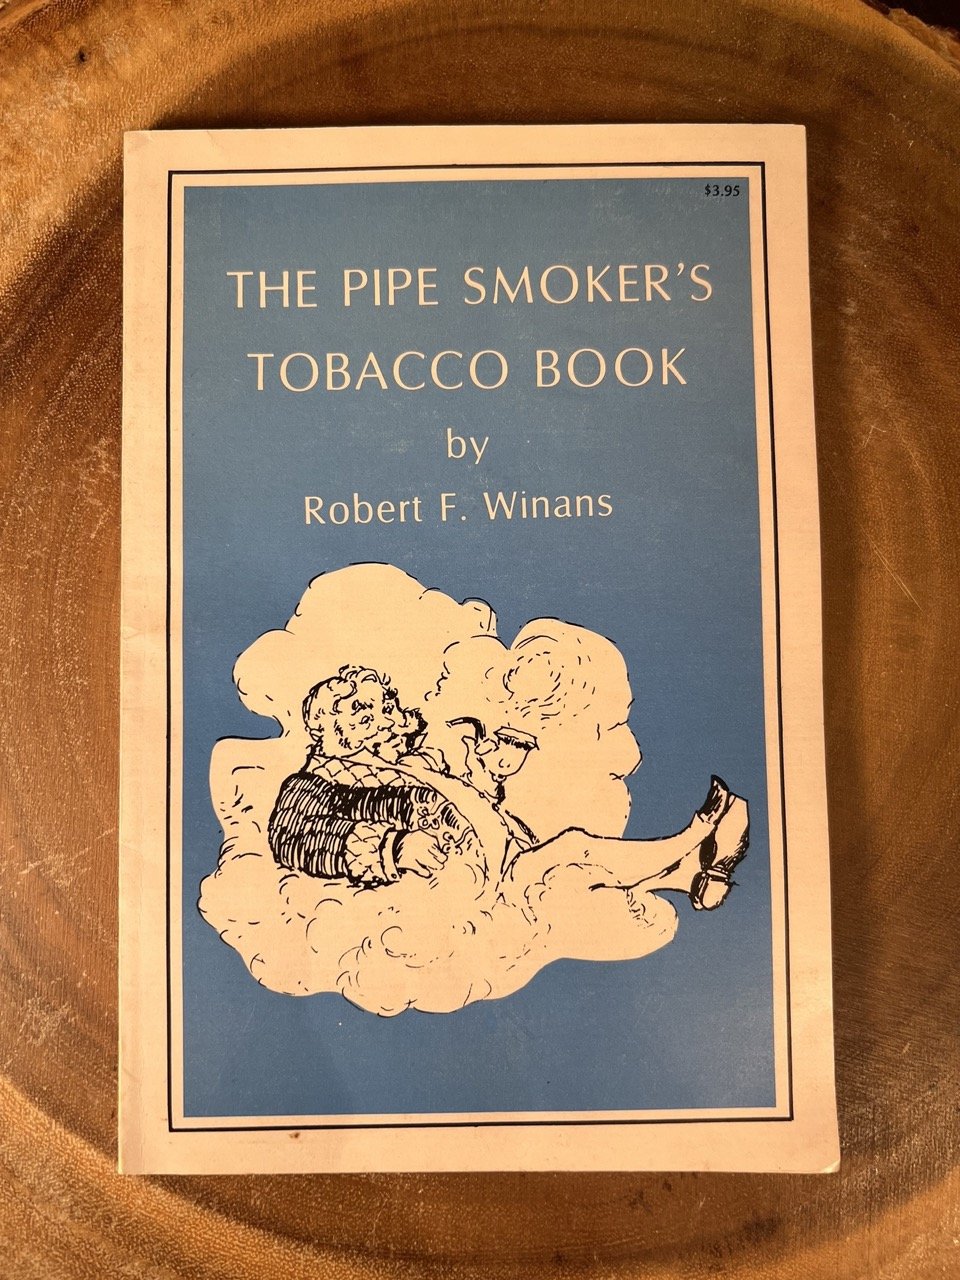 $3.95
THE PIPE SMOKER'S
TOBACCO BOOK
by
Robert F. Winans